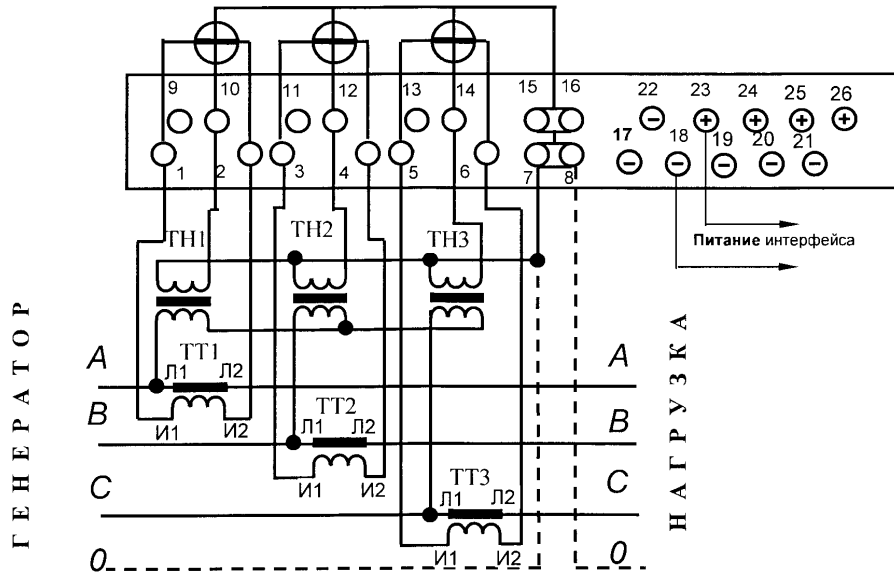 9 10 11 12 13 14 15 16
22 23 24 25 26
17 18 19 20 21
1 2 3 4 5 6 7 8
ТН1 ТН2 ТН3
Питание интерфейса
ГЕНЕРАТОР
НАГРУЗКА
A ТТ1 A
Л1 Л2
B ТТ2 B
И1 И2 Л1 Л2
C ТТ3 C
И1 И2 Л1 Л2
0 И1 И2 0